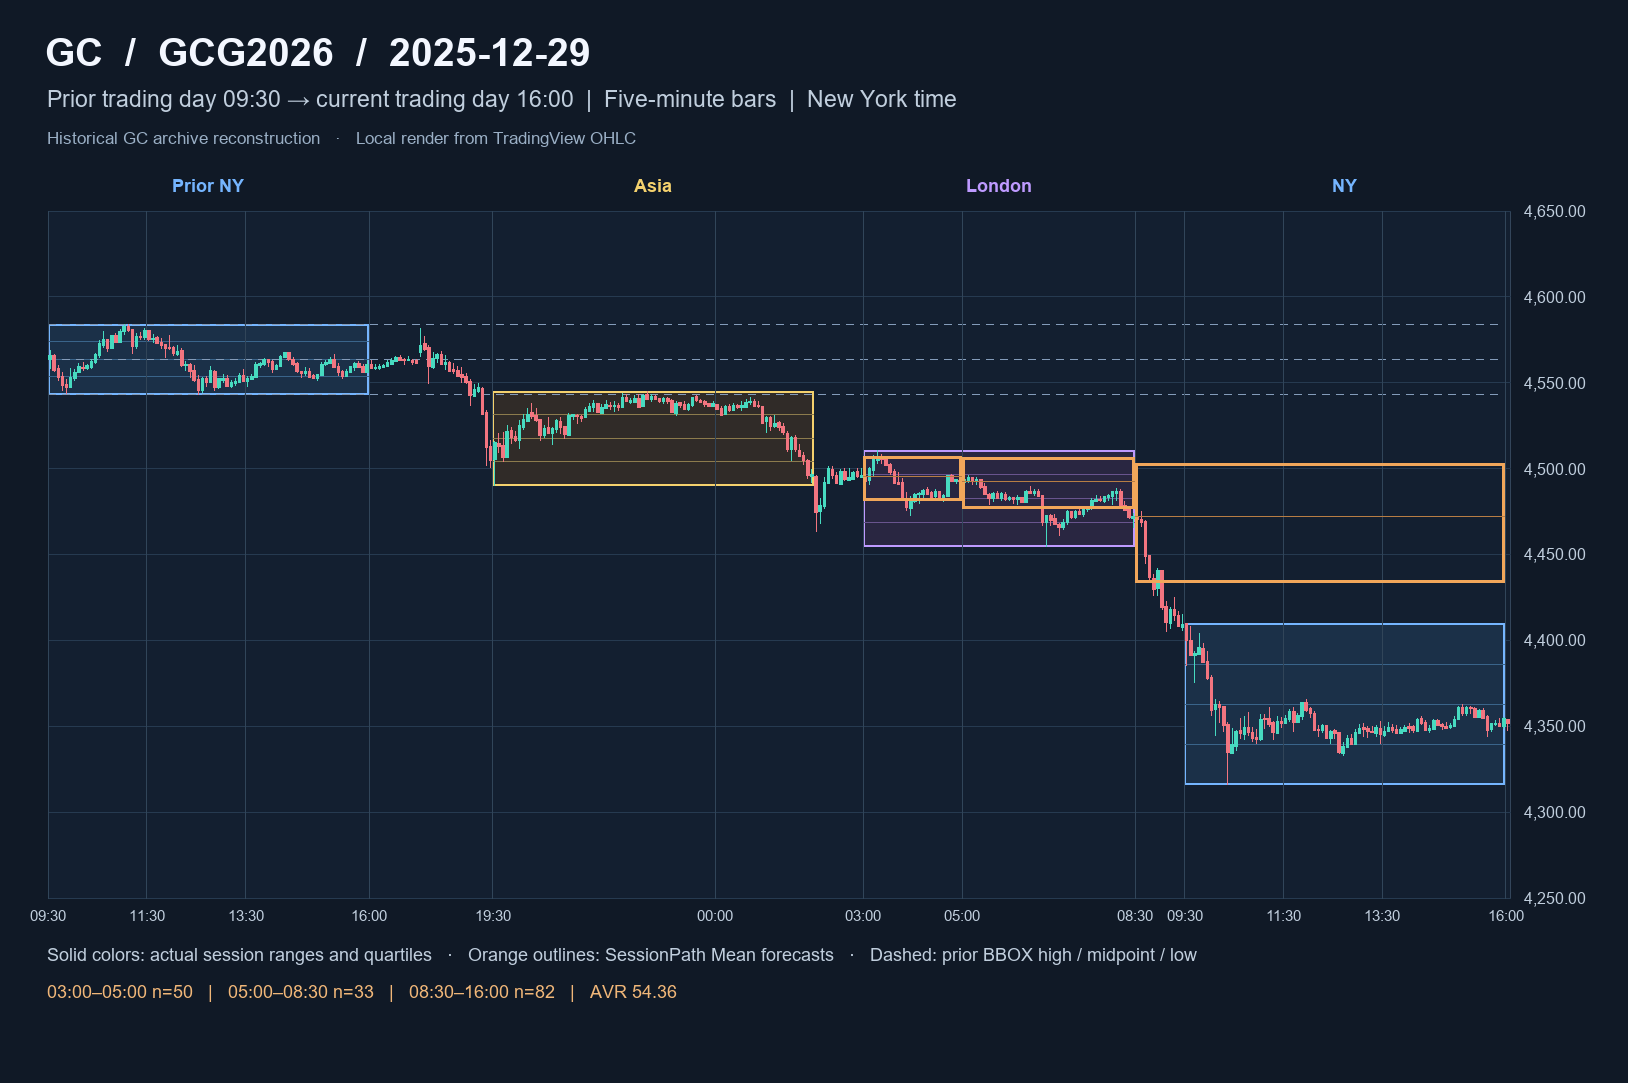 GC / GCG2026 / 2025-12-29
Prior trading day 09:30 → current trading day 16:00 | Five-minute bars | New York time
Historical GC archive reconstruction · Local render from TradingView OHLC
Prior NY Asia London NY
4,650.00
4,600.00
4,550.00
4,500.00
4,450.00
4,400.00
4,350.00
4,300.00
4,250.00
09:30 11:30 13:30 16:00 19:30 00:00 03:00 05:00 08:30 09:30 11:30 13:30 16:00
Solid colors: actual session ranges and quartiles · Orange outlines: SessionPath Mean forecasts · Dashed: prior BBOX high / midpoint / low
03:00–05:00 n=50 | 05:00–08:30 n=33 | 08:30–16:00 n=82 | AVR 54.36